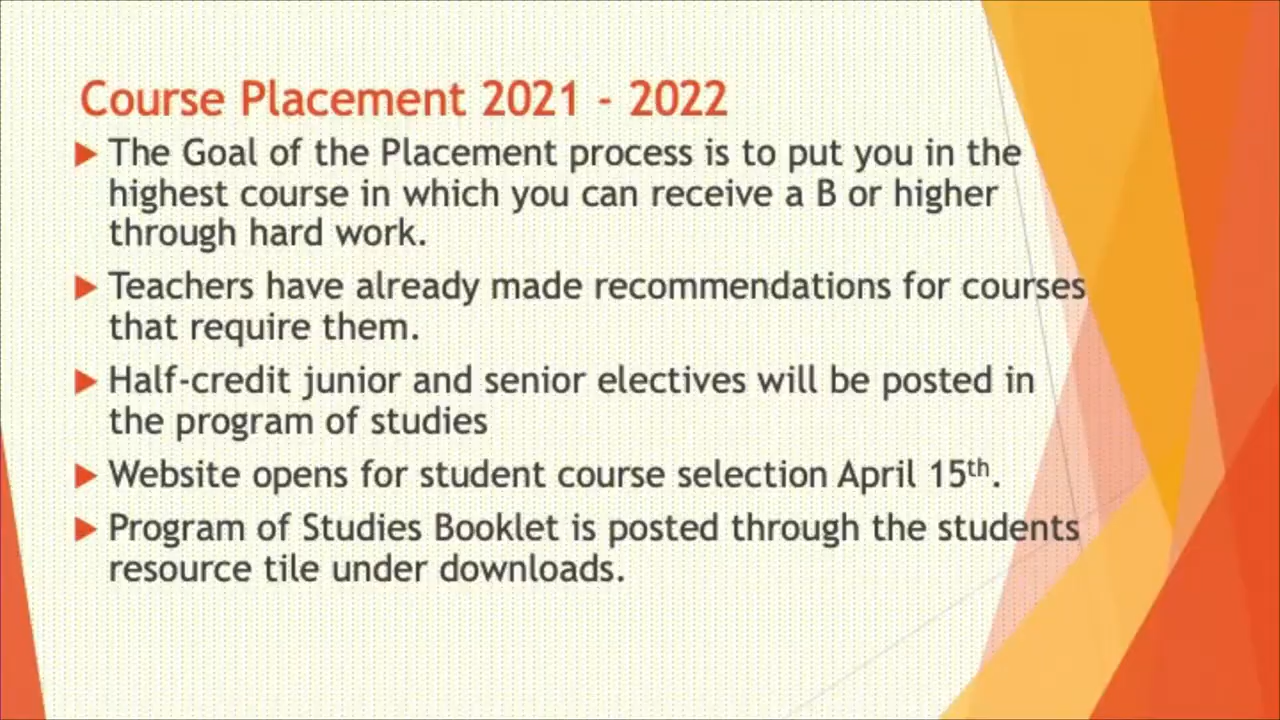 Course Placement 2021 - 2022
The Goal of the Placement process is to put you in the
highest course in which you can receive a B or higher
through hard work.
Teachers have already made recommendations for courses
that require them.
Half-credit junior and senior electives will be posted in
the program of studies
Website opens for student course selection April 15th.
Program of Studies Booklet is posted through the students
resource tile under downloads.